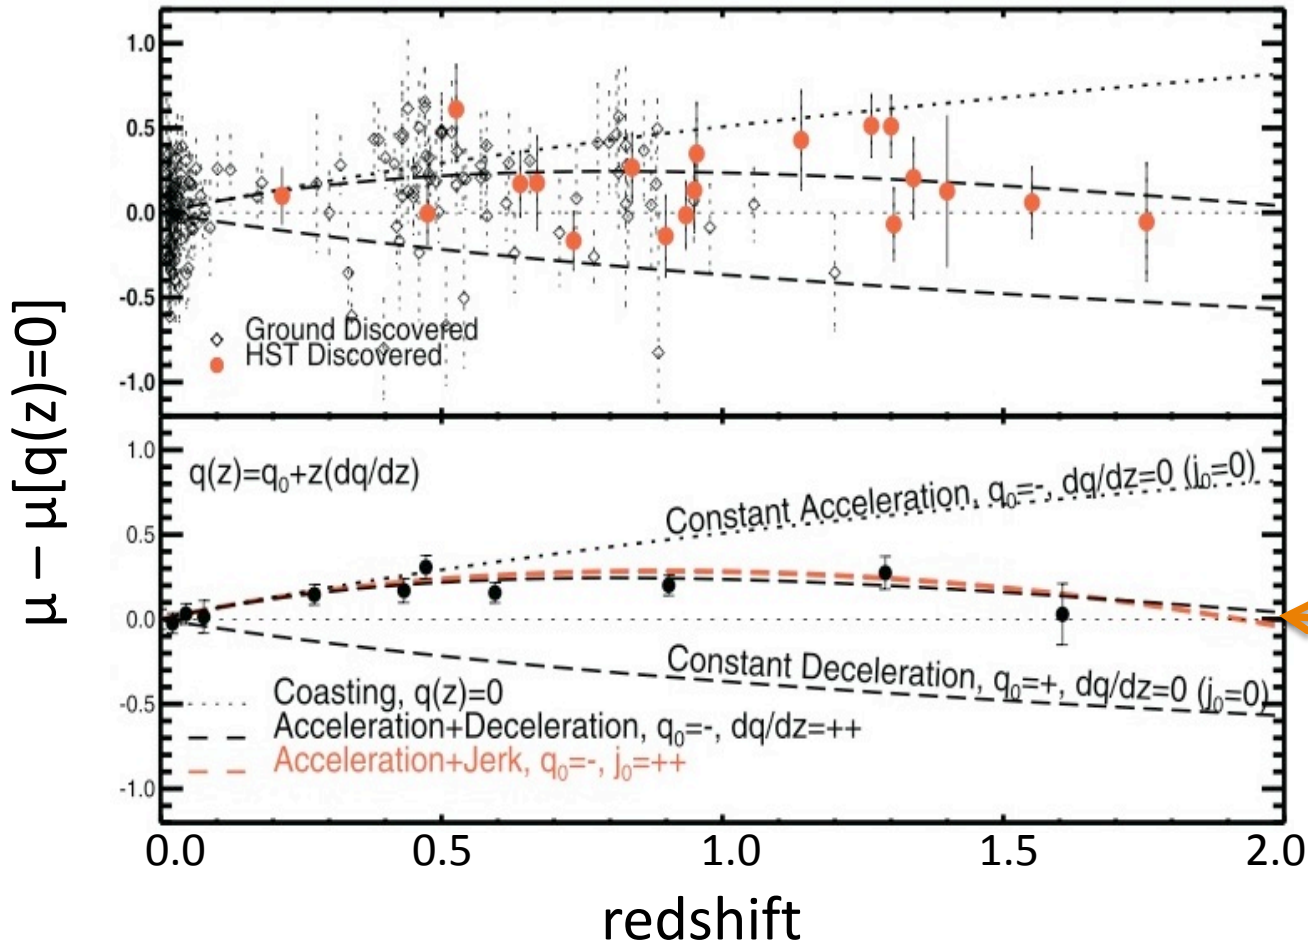 1.0
0.5
0.0
-0.5
-1.0
Ground Discovered
HST Discovered
μ − μ[q(z)=0]
1.0
0.5
0.0
-0.5
-1.0
q(z)=q₀+z(dq/dz)
Constant Acceleration, q₀=-, dq/dz=0 (j₀=0)
Constant Deceleration, q₀=+, dq/dz=0 (j₀=0)
Coasting, q(z)=0
Acceleration+Deceleration, q₀=-, dq/dz=++
Acceleration+Jerk, q₀=-, j₀=++
0.0 0.5 1.0 1.5 2.0
redshift